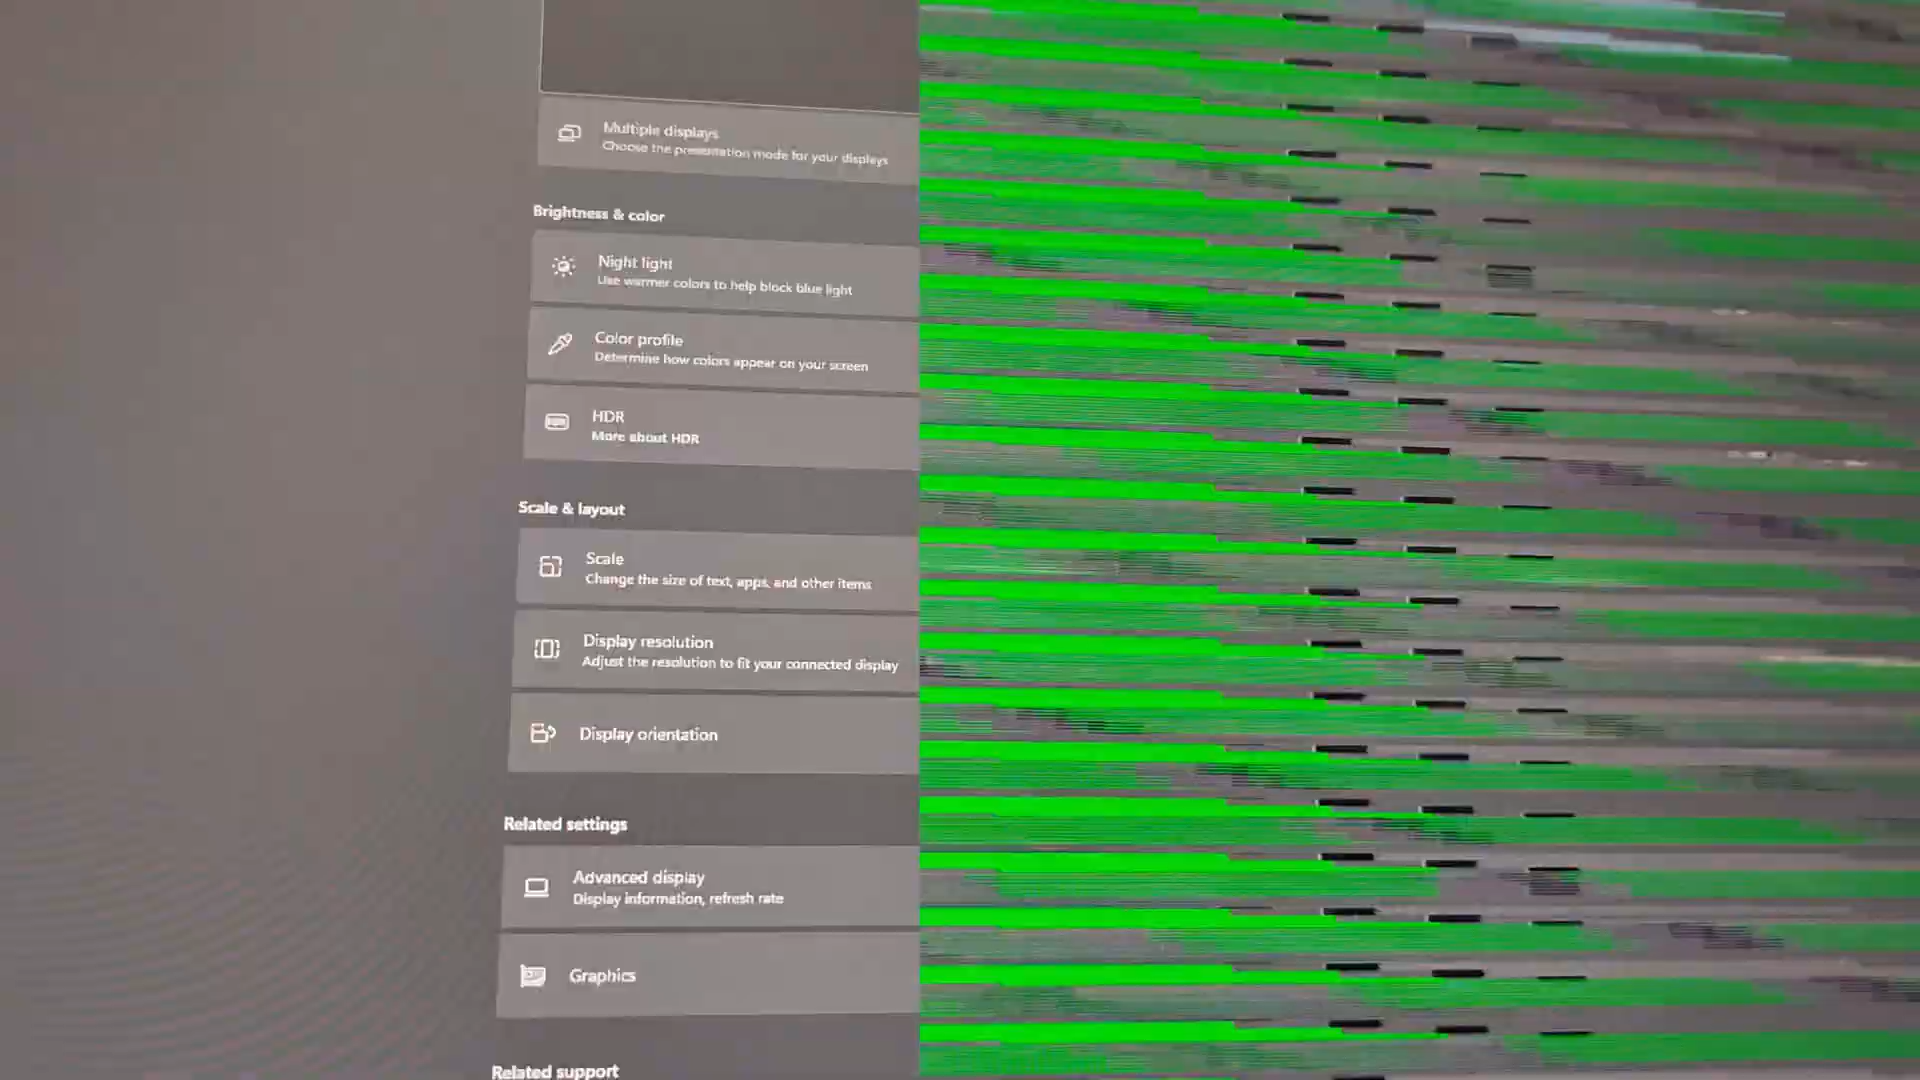 Multiple displays
Choose the presentation mode for your displays
Brightness & color
Night light
Use warmer colors to help block blue light
Color profile
Determine how colors appear on your screen
HDR
More about HDR
Scale & layout
Scale
Change the size of text, apps, and other items
Display resolution
Adjust the resolution to fit your connected display
Display orientation
Related settings
Advanced display
Display information, refresh rate
Graphics
Related support